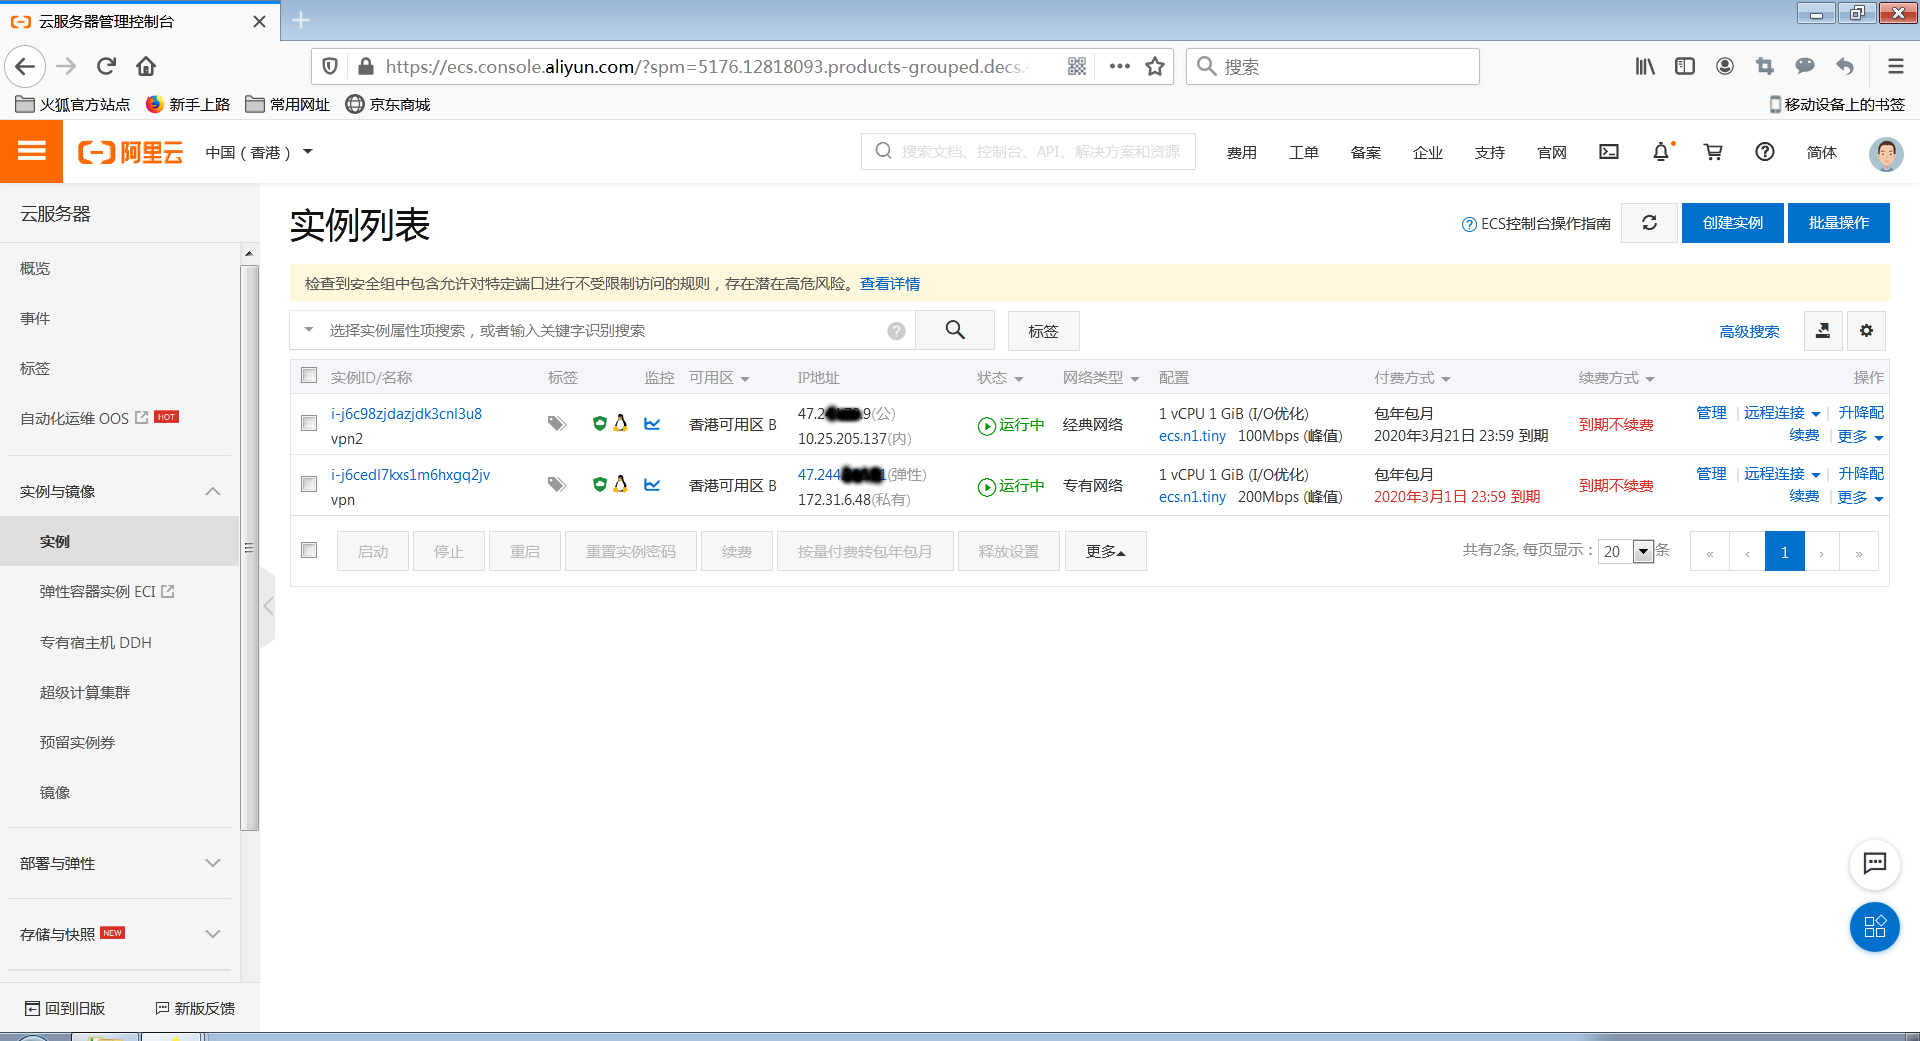 云服务器管理控制台
https://ecs.console.aliyun.com/?spm=5176.12818093.products-grouped.decs.
搜索
火狐官方站点 新手上路 常用网址 京东商城 移动设备上的书签
阿里云 中国（香港） 搜索文档、控制台、API、解决方案和资源 费用 工单 备案 企业 支持 官网 简体
云服务器
概览
事件
标签
自动化运维 OOS HOT
实例与镜像
实例
弹性容器实例 ECI
专有宿主机 DDH
超级计算集群
预留实例券
镜像
部署与弹性
存储与快照 NEW
回到旧版 新版反馈
实例列表
ECS控制台操作指南 创建实例 批量操作
检查到安全组中包含允许对特定端口进行不受限制访问的规则，存在潜在高危风险。查看详情
选择实例属性项搜索，或者输入关键字识别搜索 标签 高级搜索
实例ID/名称 标签 监控 可用区 IP地址 状态 网络类型 配置 付费方式 续费方式 操作
i-j6c98zjdazjdk3cnl3u8
vpn2
香港可用区 B
47.2 .9(公)
10.25.205.137(内)
运行中
经典网络
1 vCPU 1 GiB (I/O优化)
ecs.n1.tiny 100Mbps (峰值)
包年包月
2020年3月21日 23:59 到期
到期不续费
管理 | 远程连接 | 升降配
续费 | 更多
i-j6cedl7kxs1m6hxgq2jv
vpn
香港可用区 B
47.244 1(弹性)
172.31.6.48(私有)
运行中
专有网络
1 vCPU 1 GiB (I/O优化)
ecs.n1.tiny 200Mbps (峰值)
包年包月
2020年3月1日 23:59 到期
到期不续费
管理 | 远程连接 | 升降配
续费 | 更多
启动 停止 重启 重置实例密码 续费 按量付费转包年包月 释放设置 更多
共有2条, 每页显示： 20 条 « ‹ 1 › »